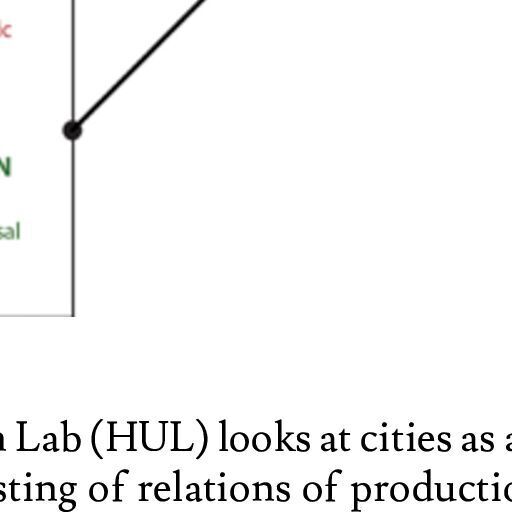 ic
N
sal
n Lab (HUL) looks at cities as a
sting of relations of productio